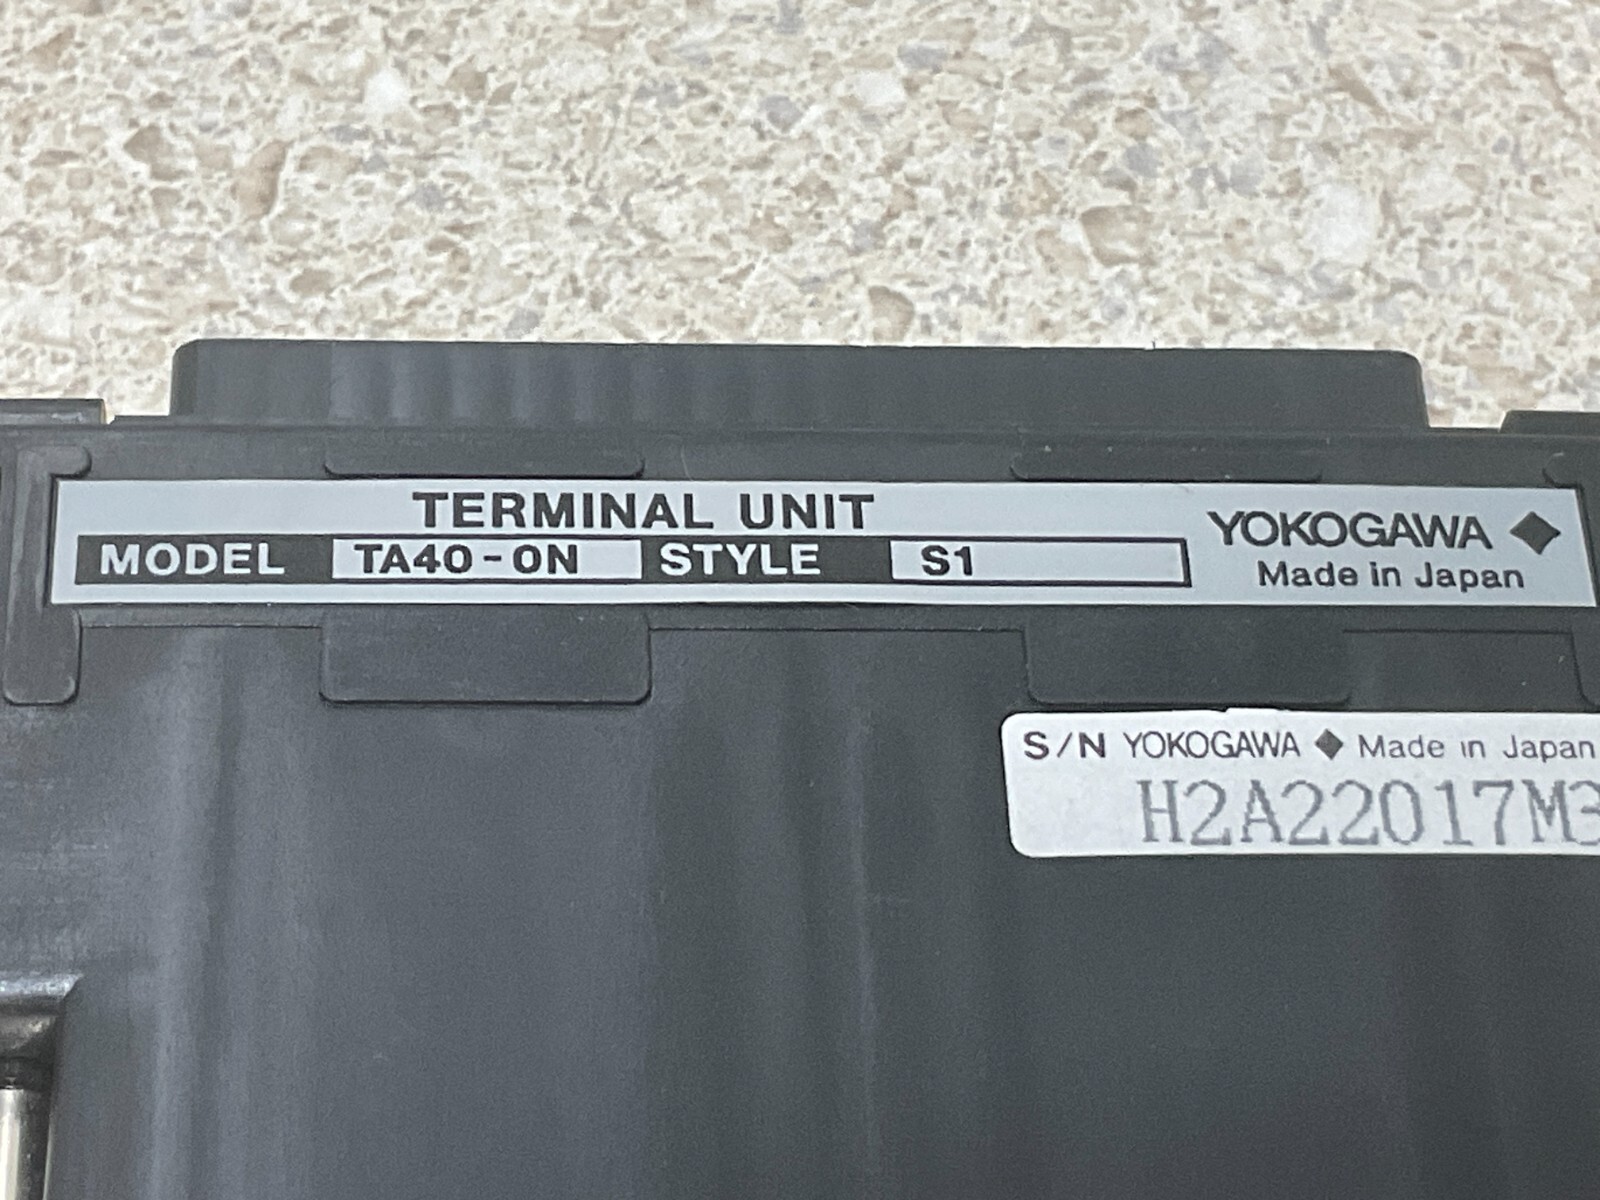 TERMINAL UNIT
MODEL TA40-0N STYLE S1
YOKOGAWA
Made in Japan
S/N YOKOGAWA Made in Japan
H2A22017M3